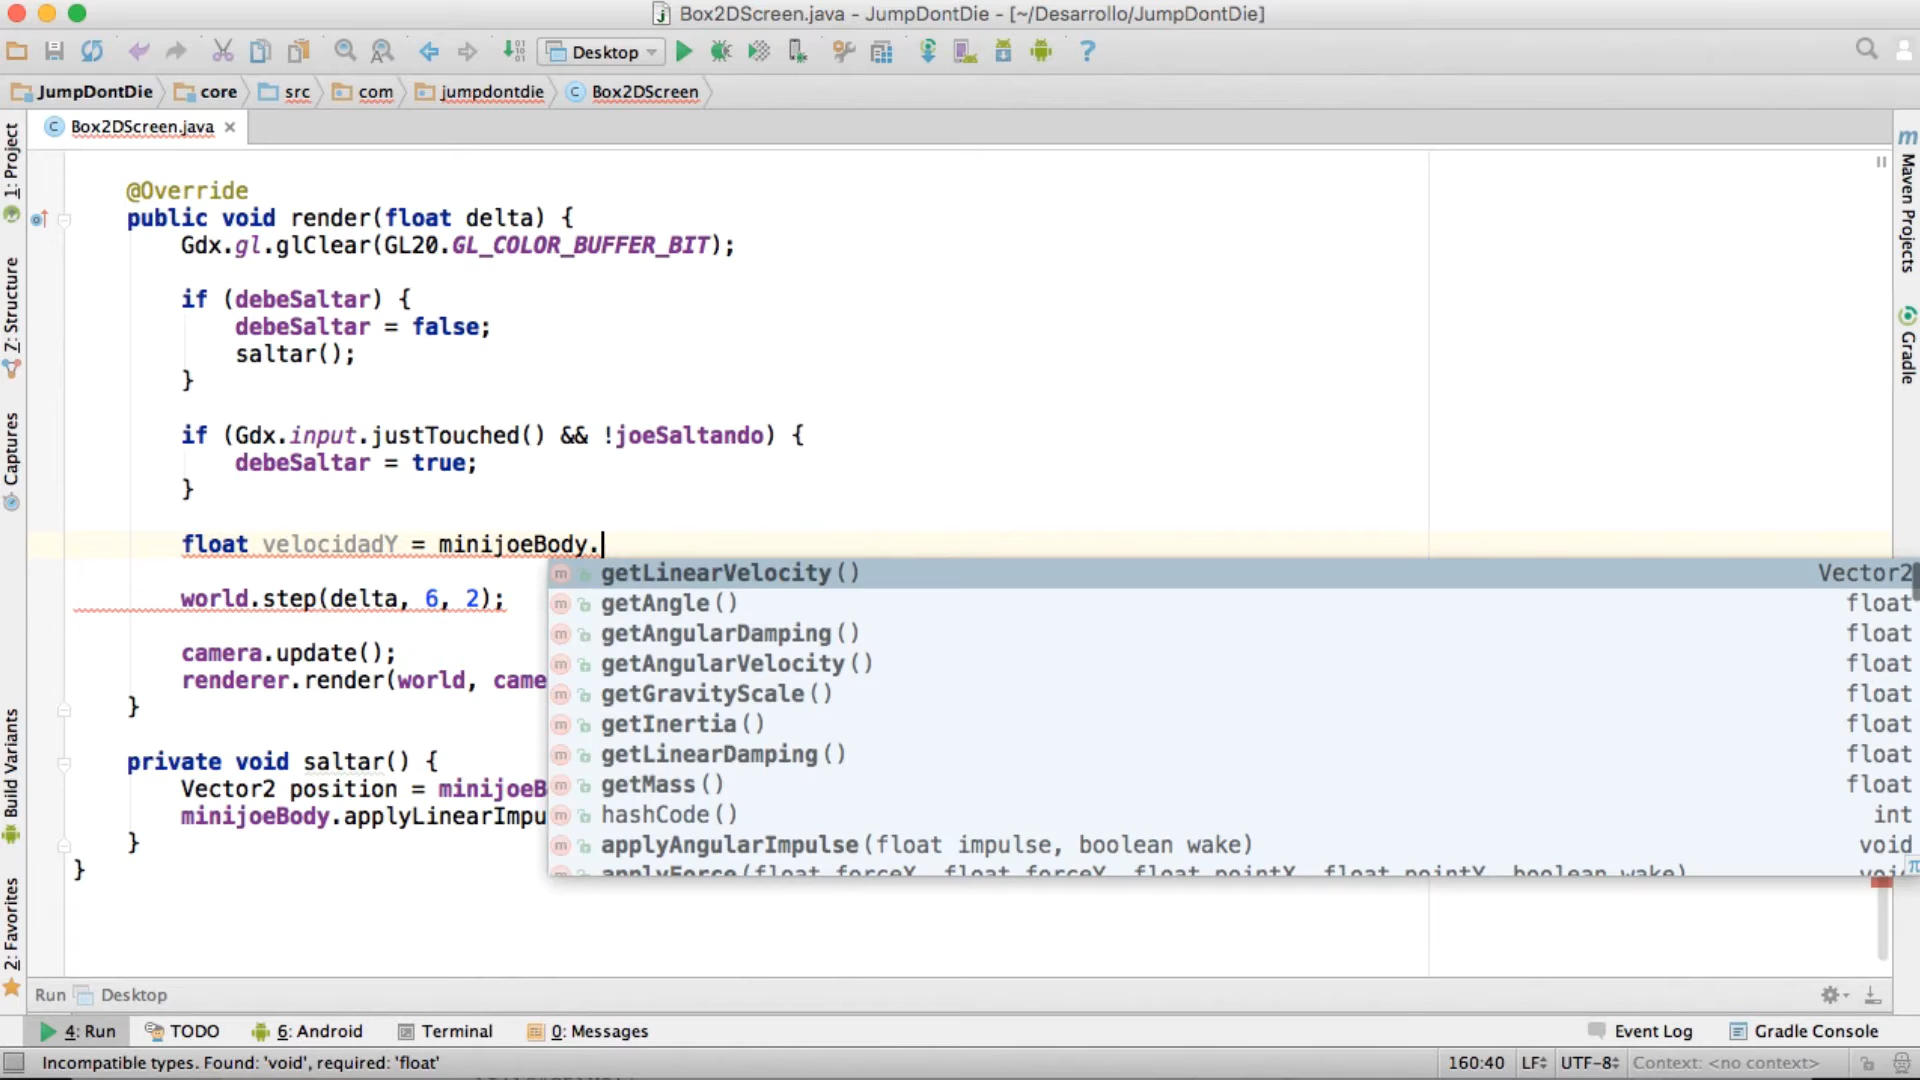 Box2DScreen.java - JumpDontDie - [~/Desarrollo/JumpDontDie]
Desktop
JumpDontDie core src com jumpdontdie Box2DScreen
Box2DScreen.java
1: Project
Z: Structure
Captures
Build Variants
2: Favorites
Maven Projects
Gradle
@Override
public void render(float delta) {
Gdx.gl.glClear(GL20.GL_COLOR_BUFFER_BIT);
if (debeSaltar) {
debeSaltar = false;
saltar();
}
if (Gdx.input.justTouched() && !joeSaltando) {
debeSaltar = true;
}
float velocidadY = minijoeBody.
world.step(delta, 6, 2);
camera.update();
renderer.render(world, came
}
private void saltar() {
Vector2 position = minijoeB
minijoeBody.applyLinearImpu
}
}
getLinearVelocity() Vector2
getAngle() float
getAngularDamping() float
getAngularVelocity() float
getGravityScale() float
getInertia() float
getLinearDamping() float
getMass() float
hashCode() int
applyAngularImpulse(float impulse, boolean wake) void
applyForce(float forceX, float forceY, float pointX, float pointY, boolean wake) voi
Run Desktop
4: Run TODO 6: Android Terminal 0: Messages Event Log Gradle Console
Incompatible types. Found: 'void', required: 'float' 160:40 LF UTF-8 Context: <no context>